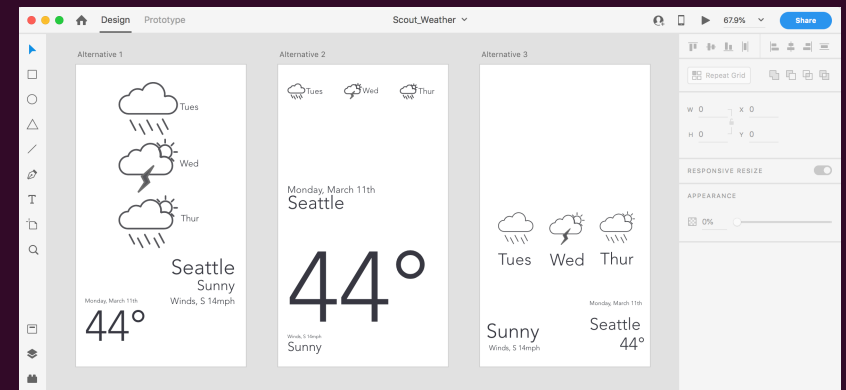 Design Prototype Scout_Weather 67.9% Share
Alternative 1
Tues
Wed
Thur
Seattle
Sunny
Winds, S 14mph
Monday, March 11th
44°
Alternative 2
Tues Wed Thur
Monday, March 11th
Seattle
44°
Winds, S 14mph
Sunny
Alternative 3
Tues Wed Thur
Monday, March 11th
Seattle
44°
Sunny
Winds, S 14mph
Repeat Grid
W 0 X 0
H 0 Y 0
RESPONSIVE RESIZE
APPEARANCE
0%